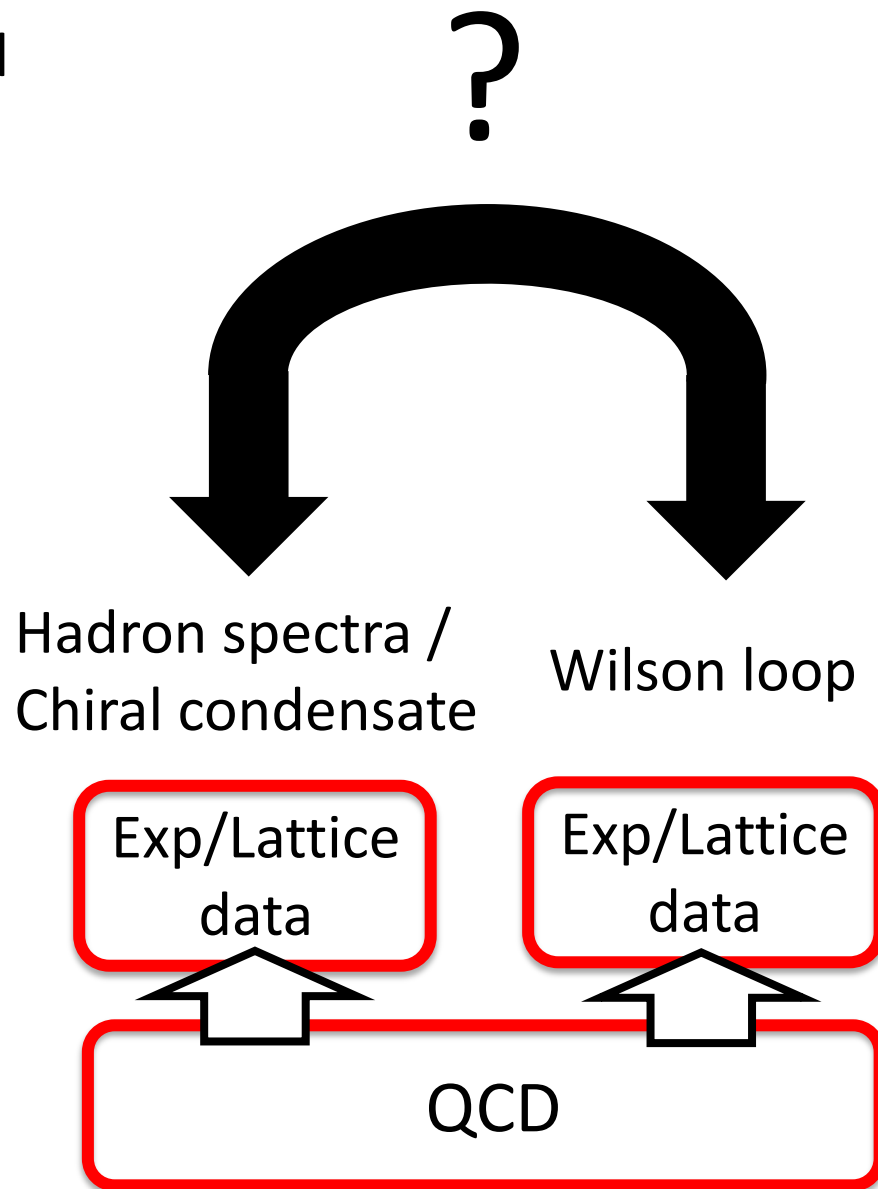 ?
Hadron spectra /
Chiral condensate
Wilson loop
Exp/Lattice
data
Exp/Lattice
data
QCD